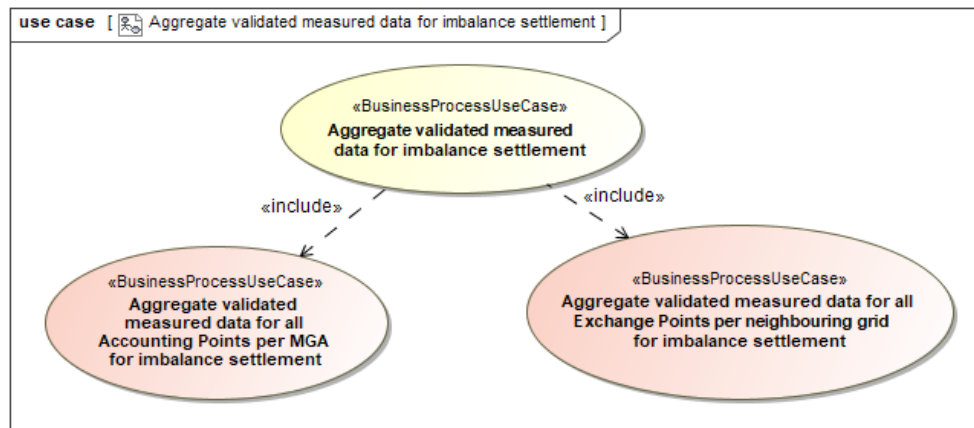 use case [ Aggregate validated measured data for imbalance settlement ]
«BusinessProcessUseCase»
Aggregate validated measured
data for imbalance settlement
«include»
«include»
«BusinessProcessUseCase»
Aggregate validated
measured data for all
Accounting Points per MGA
for imbalance settlement
«BusinessProcessUseCase»
Aggregate validated measured data for all
Exchange Points per neighbouring grid
for imbalance settlement